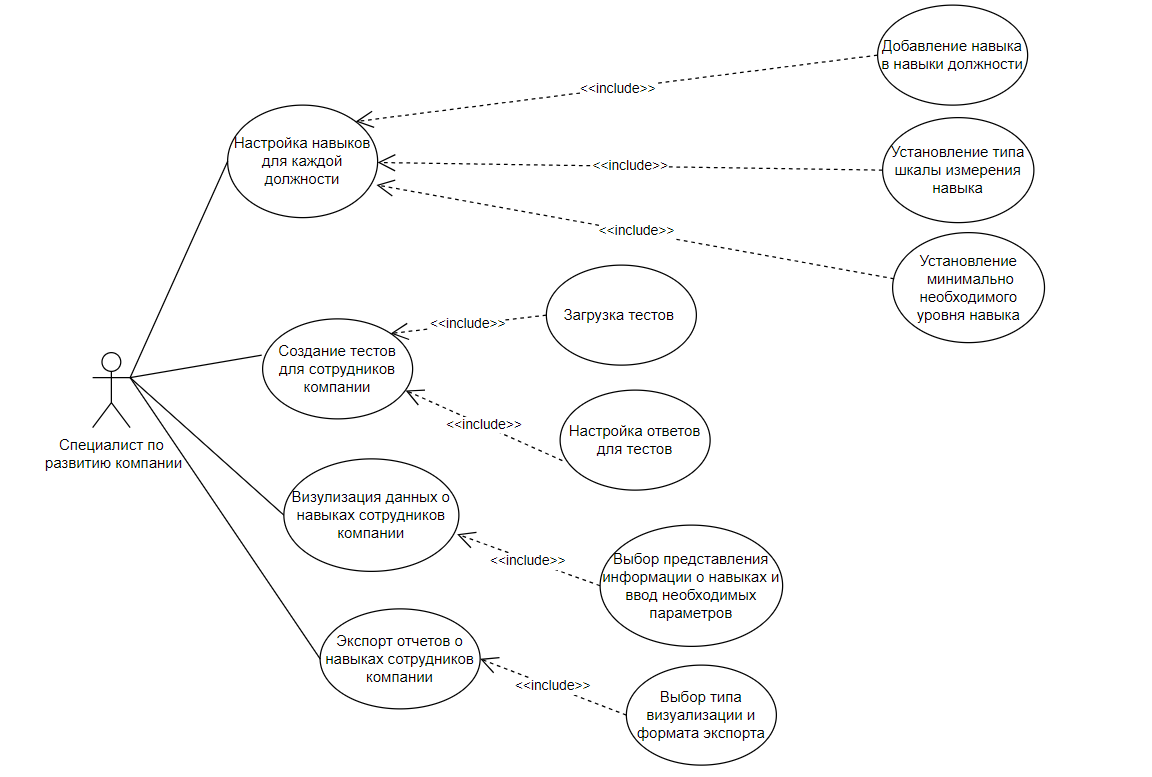 Добавление навыка
в навыки должности
<<include>>
Настройка навыков
для каждой
должности
Установление типа
шкалы измерения
навыка
<<include>>
<<include>>
Установление
минимально
необходимого
уровня навыка
Загрузка тестов
<<include>>
Создание тестов
для сотрудников
компании
<<include>>
Настройка ответов
для тестов
Специалист по
развитию компании
Визулизация данных о
навыках сотрудников
компании
<<include>>
Выбор представления
информации о навыках и
ввод необходимых
параметров
Экспорт отчетов о
навыках сотрудников
компании
<<include>>
Выбор типа
визуализации и
формата экспорта